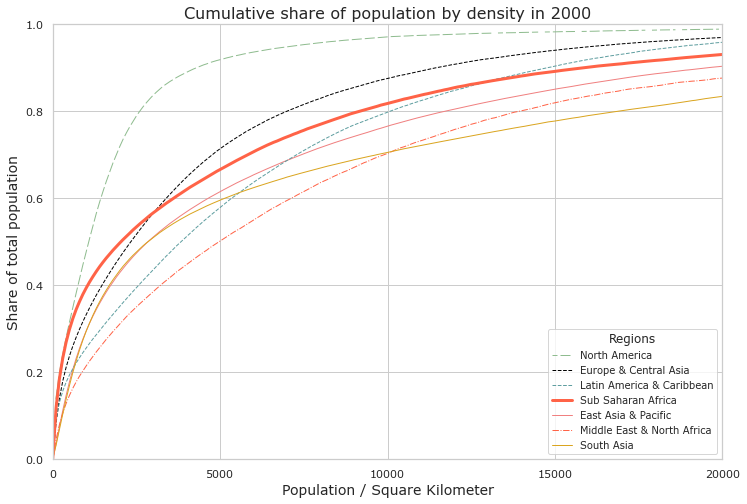 Cumulative share of population by density in 2000
Share of total population
1.0
0.8
0.6
0.4
0.2
0.0
0
5000
10000
15000
20000
Population / Square Kilometer
Regions
North America
Europe & Central Asia
Latin America & Caribbean
Sub Saharan Africa
East Asia & Pacific
Middle East & North Africa
South Asia